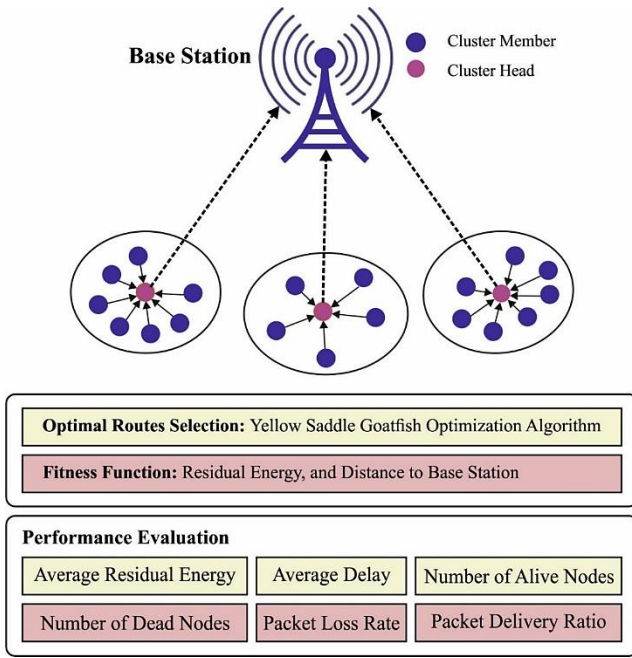 Base Station
Cluster Member
Cluster Head
Optimal Routes Selection: Yellow Saddle Goatfish Optimization Algorithm
Fitness Function: Residual Energy, and Distance to Base Station
Performance Evaluation
Average Residual Energy
Average Delay
Number of Alive Nodes
Number of Dead Nodes
Packet Loss Rate
Packet Delivery Ratio